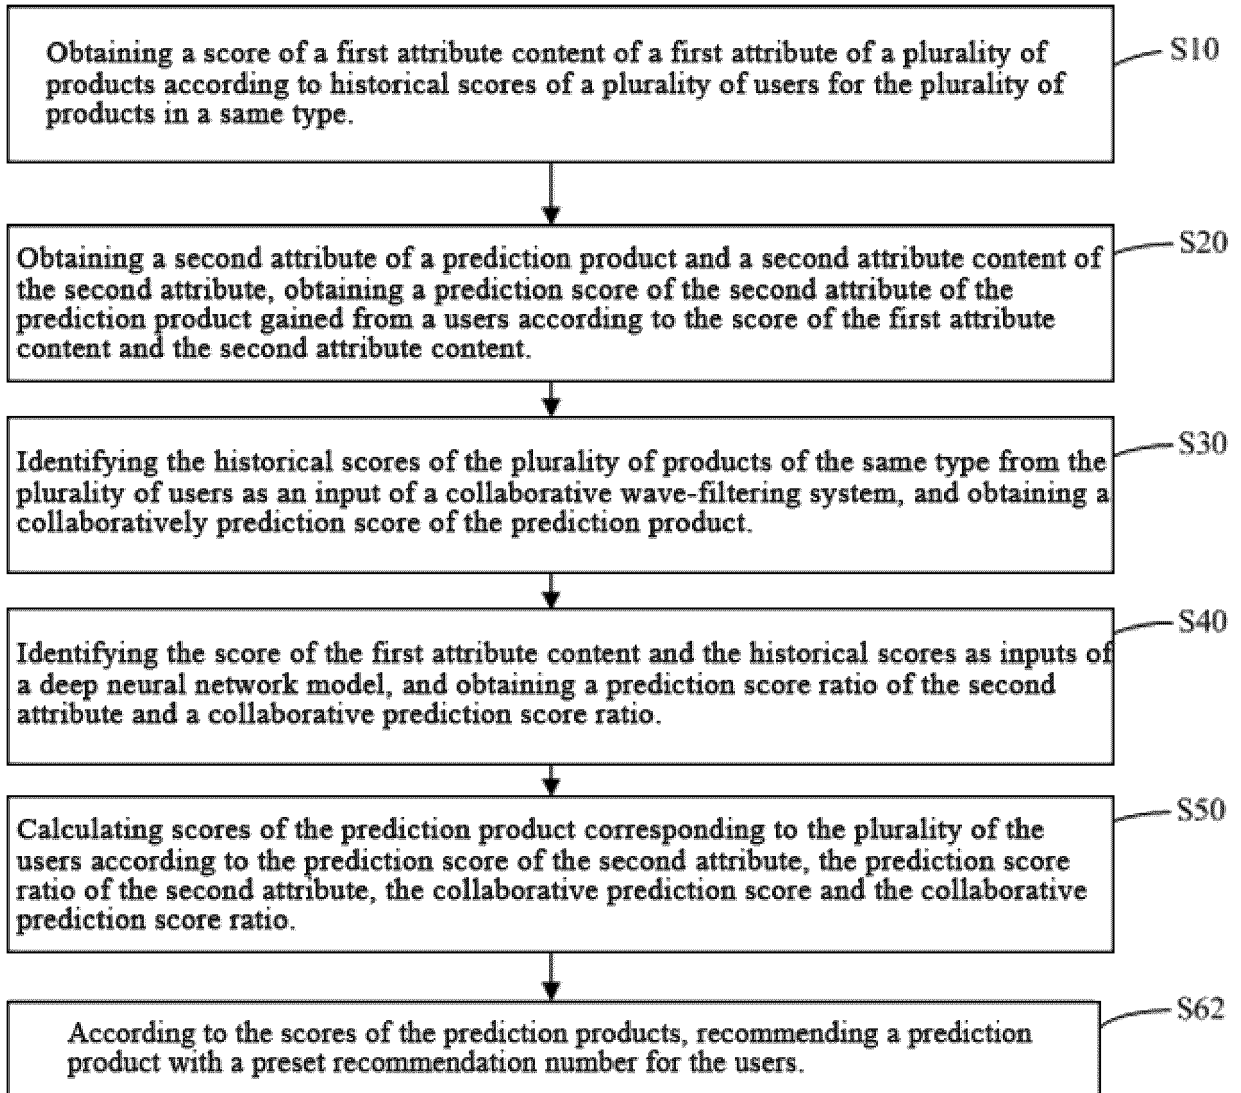 Obtaining a score of a first attribute content of a first attribute of a plurality of
products according to historical scores of a plurality of users for the plurality of
products in a same type.
S10
Obtaining a second attribute of a prediction product and a second attribute content of
the second attribute, obtaining a prediction score of the second attribute of the
prediction product gained from a users according to the score of the first attribute
content and the second attribute content.
S20
Identifying the historical scores of the plurality of products of the same type from the
plurality of users as an input of a collaborative wave-filtering system, and obtaining a
collaboratively prediction score of the prediction product.
S30
Identifying the score of the first attribute content and the historical scores as inputs of
a deep neural network model, and obtaining a prediction score ratio of the second
attribute and a collaborative prediction score ratio.
S40
Calculating scores of the prediction product corresponding to the plurality of the
users according to the prediction score of the second attribute, the prediction score
ratio of the second attribute, the collaborative prediction score and the collaborative
prediction score ratio.
S50
According to the scores of the prediction products, recommending a prediction
product with a preset recommendation number for the users.
S62